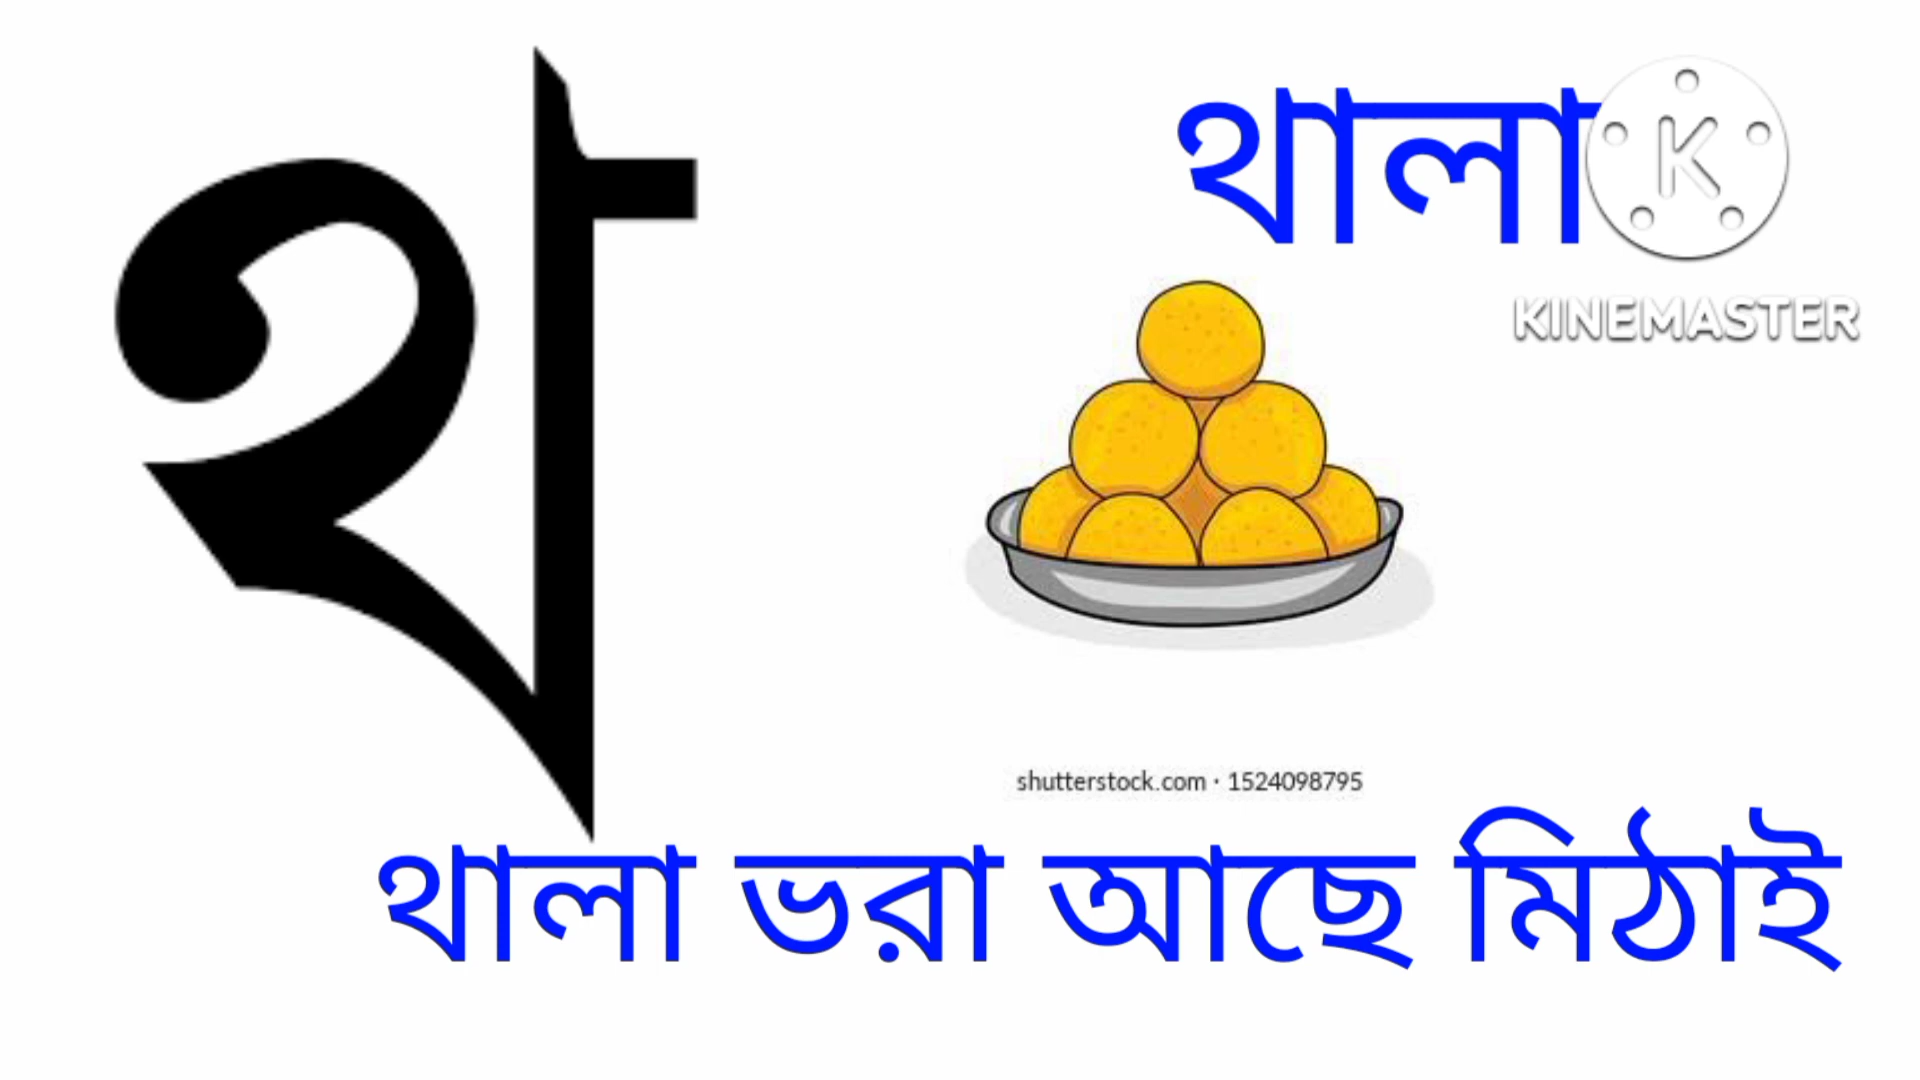 থ
থালা
K
KINEMASTER
shutterstock.com · 1524098795
থালা ভরা আছে মিঠাই